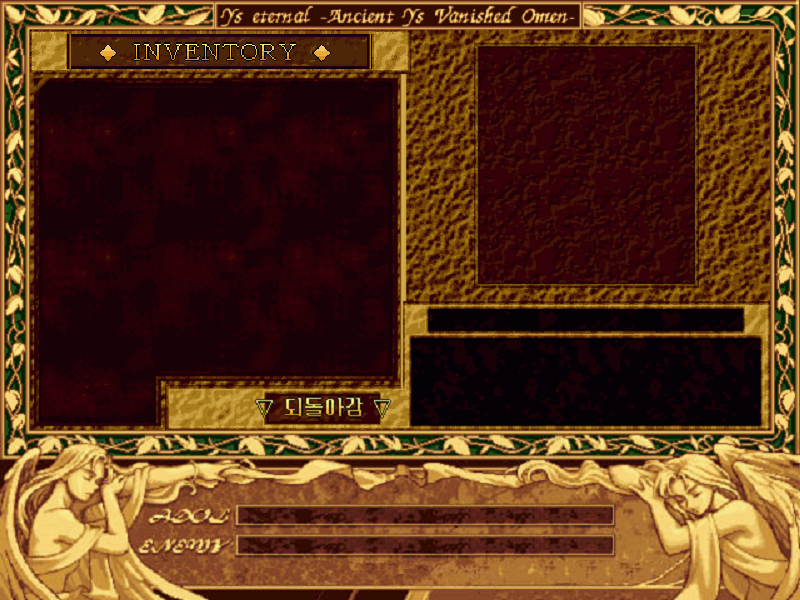 Ys eternal -Ancient Ys Vanished Omen-
INVENTORY
되돌아감
ADOL
ENEMY